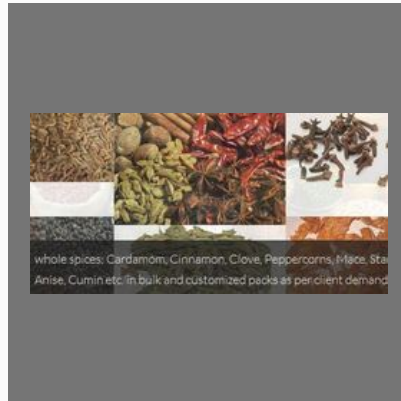 whole spices: Cardamom, Cinnamon, Clove, Peppercorns, Mace, Star
Anise, Cumin etc. in bulk and customized packs as per client demand